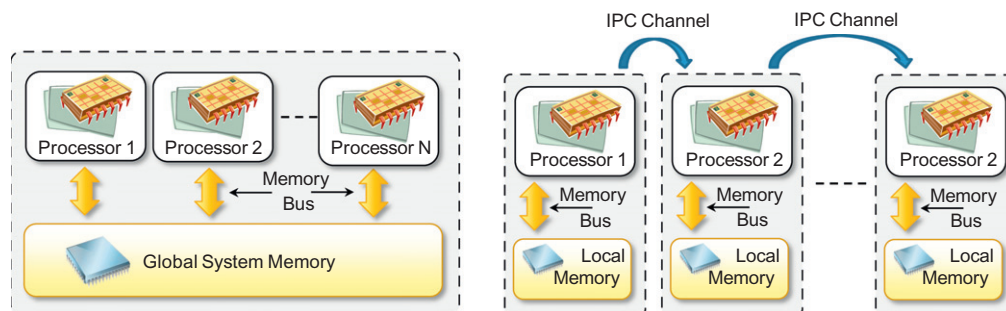 Processor 1
Processor 2
Processor N
Memory
Bus
Global System Memory
IPC Channel
IPC Channel
Processor 1
Processor 2
Processor 2
Memory
Bus
Memory
Bus
Memory
Bus
Local
Memory
Local
Memory
Local
Memory